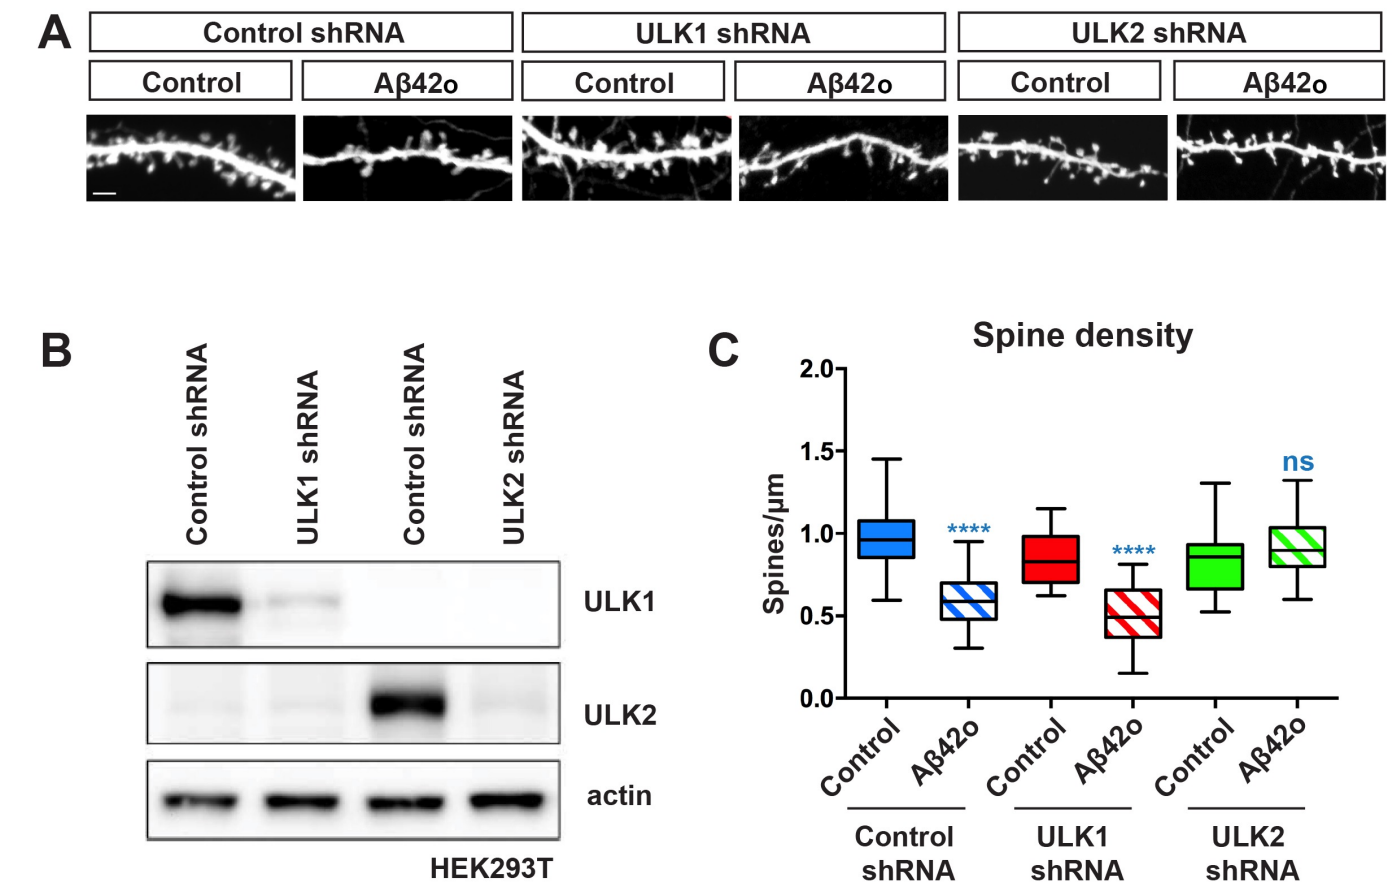 A
Control shRNA
ULK1 shRNA
ULK2 shRNA
Control
Aβ42o
Control
Aβ42o
Control
Aβ42o
B
Control shRNA
ULK1 shRNA
Control shRNA
ULK2 shRNA
ULK1
ULK2
actin
HEK293T
C
Spine density
Spines/μm
2.0
1.5
1.0
0.5
0.0
****
****
ns
Control
Aβ42o
Control
Aβ42o
Control
Aβ42o
Control
shRNA
ULK1
shRNA
ULK2
shRNA